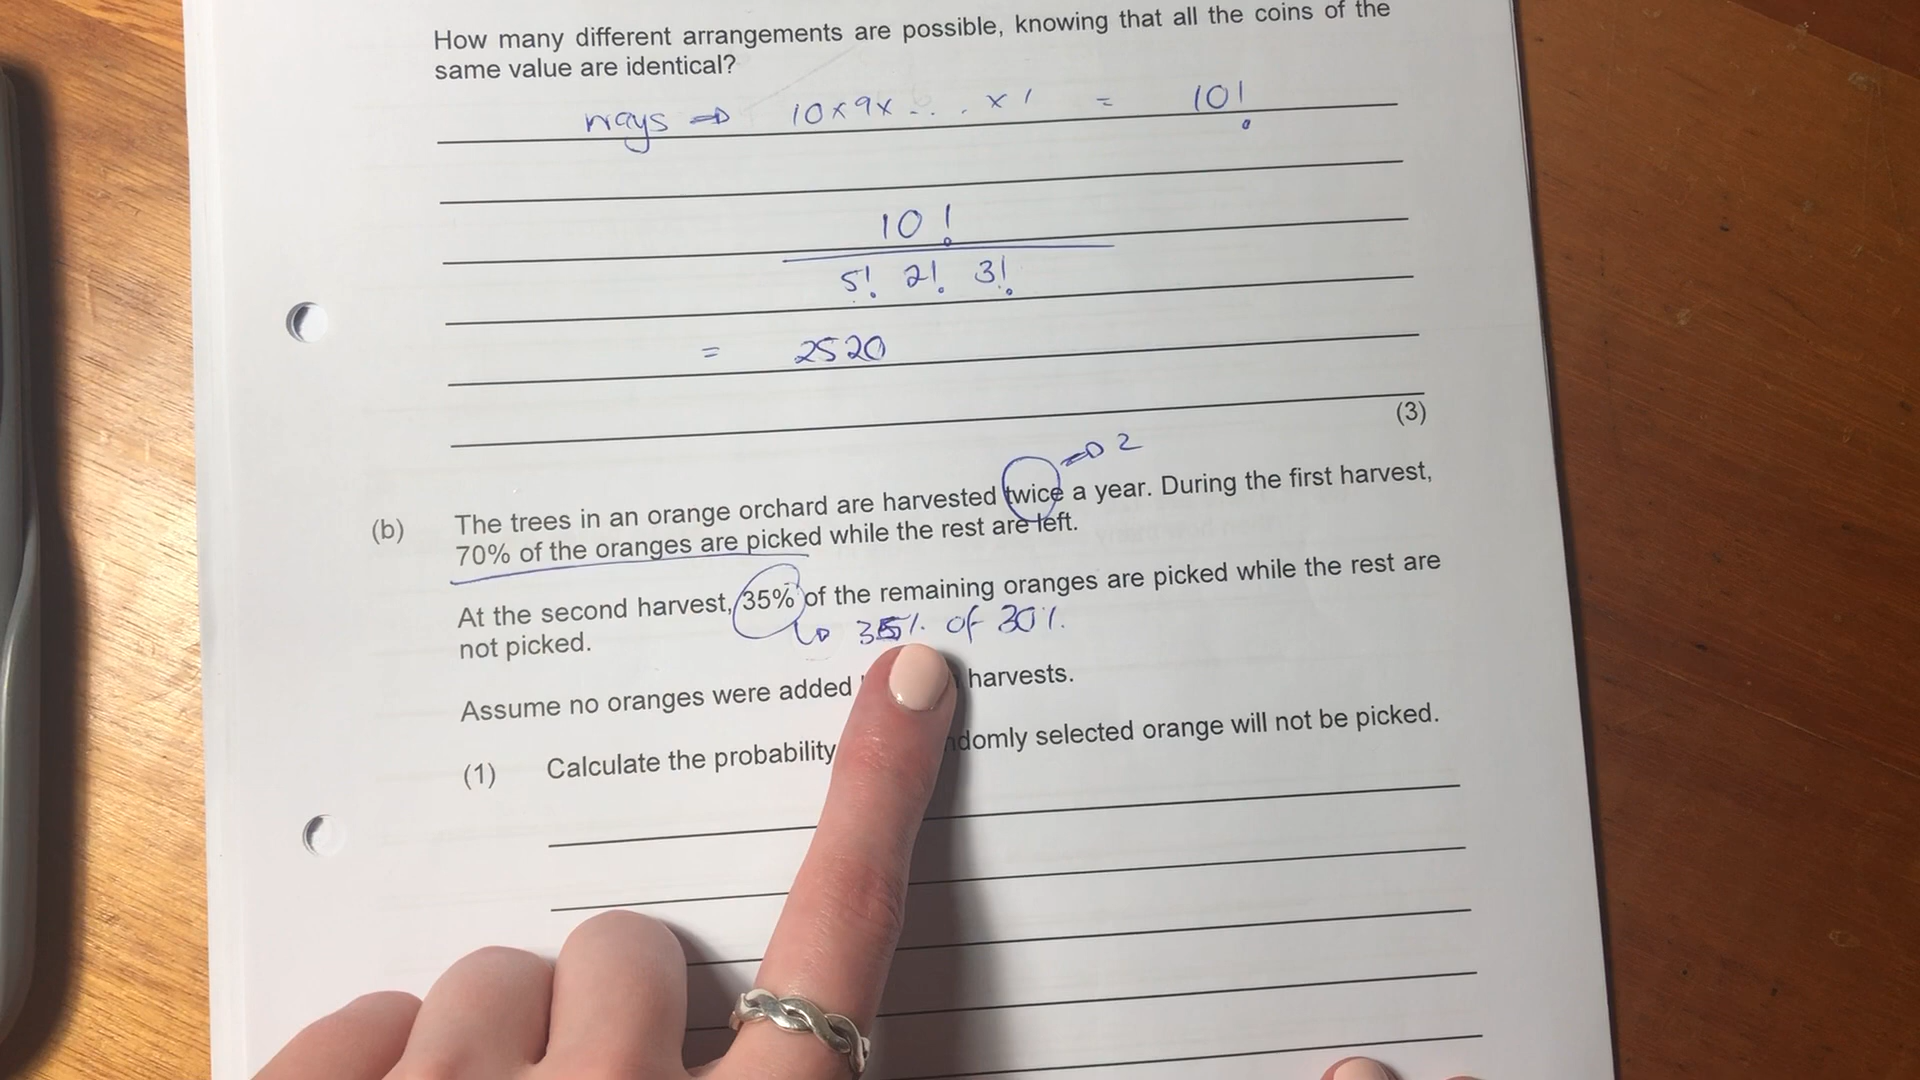 How many different arrangements are possible, knowing that all the coins of the
same value are identical?
ways ⇒ 10 x 9 x ... x 1 = 10!
10!
5! 2! 3!
= 2520
(3)
⇒ 2
(b) The trees in an orange orchard are harvested twice a year. During the first harvest,
70% of the oranges are picked while the rest are left.
At the second harvest, 35% of the remaining oranges are picked while the rest are
not picked.
↳ 35% of 30%.
Assume no oranges were added harvests.
(1) Calculate the probability selected orange will not be picked.